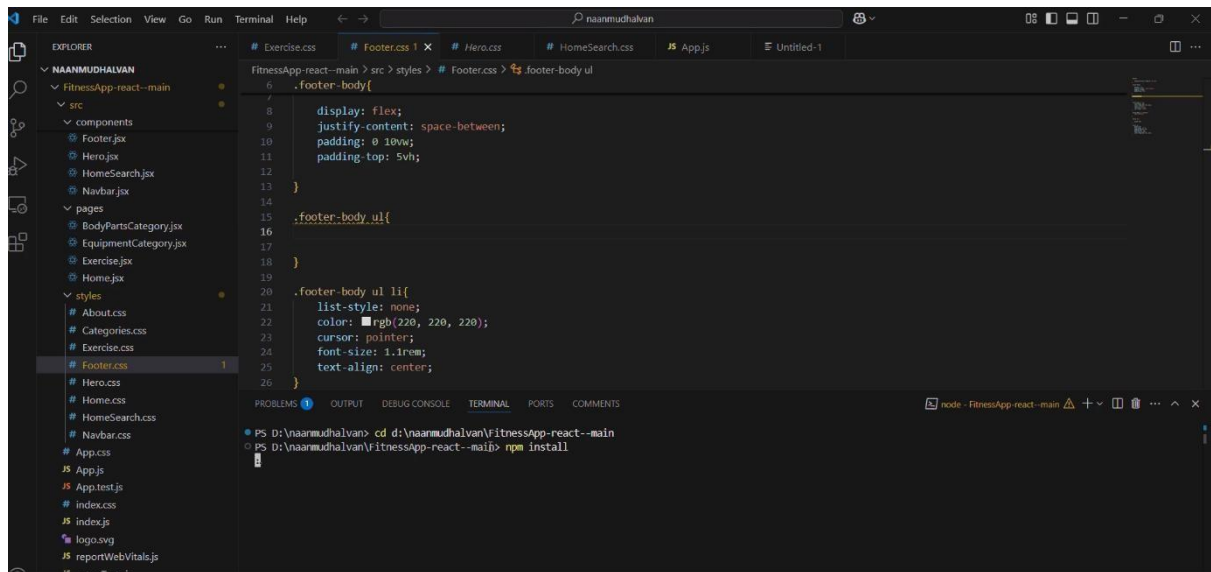 File Edit Selection View Go Run Terminal Help
naanmudhalvan
EXPLORER
NAANMUDHALVAN
FitnessApp-react--main
src
components
Footer.jsx
Hero.jsx
HomeSearch.jsx
Navbar.jsx
pages
BodyPartsCategory.jsx
EquipmentCategory.jsx
Exercise.jsx
Home.jsx
styles
# About.css
# Categories.css
# Exercise.css
# Footer.css 1
# Hero.css
# Home.css
# HomeSearch.css
# Navbar.css
# App.css
JS App.js
JS App.test.js
# index.css
JS index.js
logo.svg
JS reportWebVitals.js
# Exercise.css # Footer.css 1 # Hero.css # HomeSearch.css JS App.js Untitled-1
FitnessApp-react--main > src > styles > # Footer.css > .footer-body ul
6 .footer-body{
7
8 display: flex;
9 justify-content: space-between;
10 padding: 0 10vw;
11 padding-top: 5vh;
12
13 }
14
15 .footer-body ul{
16
17
18 }
19
20 .footer-body ul li{
21 list-style: none;
22 color: rgb(220, 220, 220);
23 cursor: pointer;
24 font-size: 1.1rem;
25 text-align: center;
26 }
PROBLEMS 1 OUTPUT DEBUG CONSOLE TERMINAL PORTS COMMENTS
node - FitnessApp-react--main
PS D:\naanmudhalvan> cd d:\naanmudhalvan\FitnessApp-react--main
PS D:\naanmudhalvan\FitnessApp-react--main> npm install